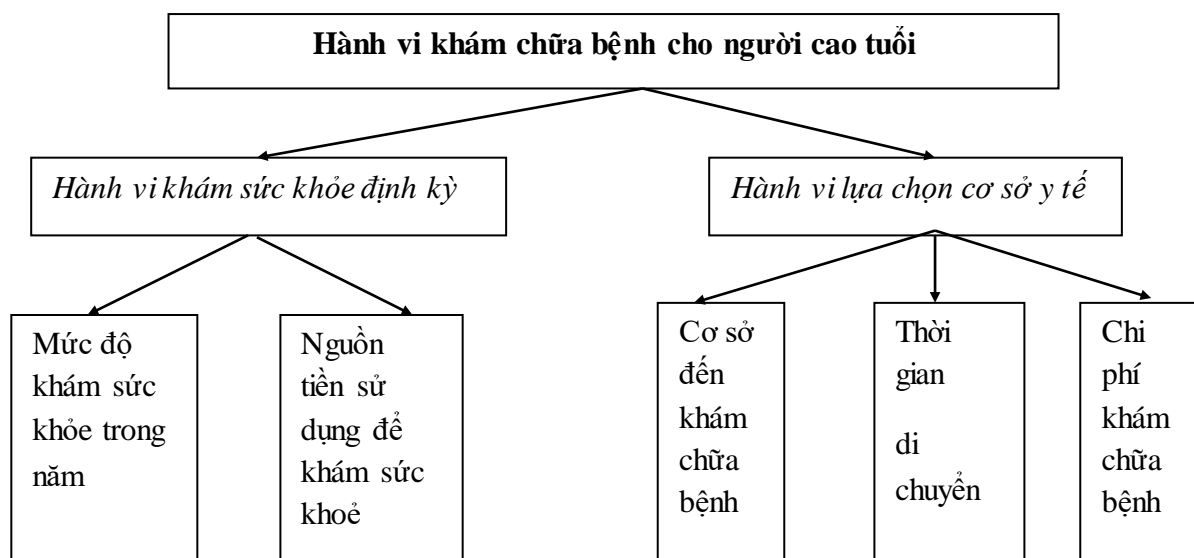 Hành vi khám chữa bệnh cho người cao tuổi
Hành vi khám sức khỏe định kỳ
Hành vi lựa chọn cơ sở y tế
Mức độ
khám sức
khỏe trong
năm
Nguồn
tiền sử
dụng để
khám sức
khoẻ
Cơ sở
đến
khám
chữa
bệnh
Thời
gian
di
chuyển
Chi
phí
khám
chữa
bệnh